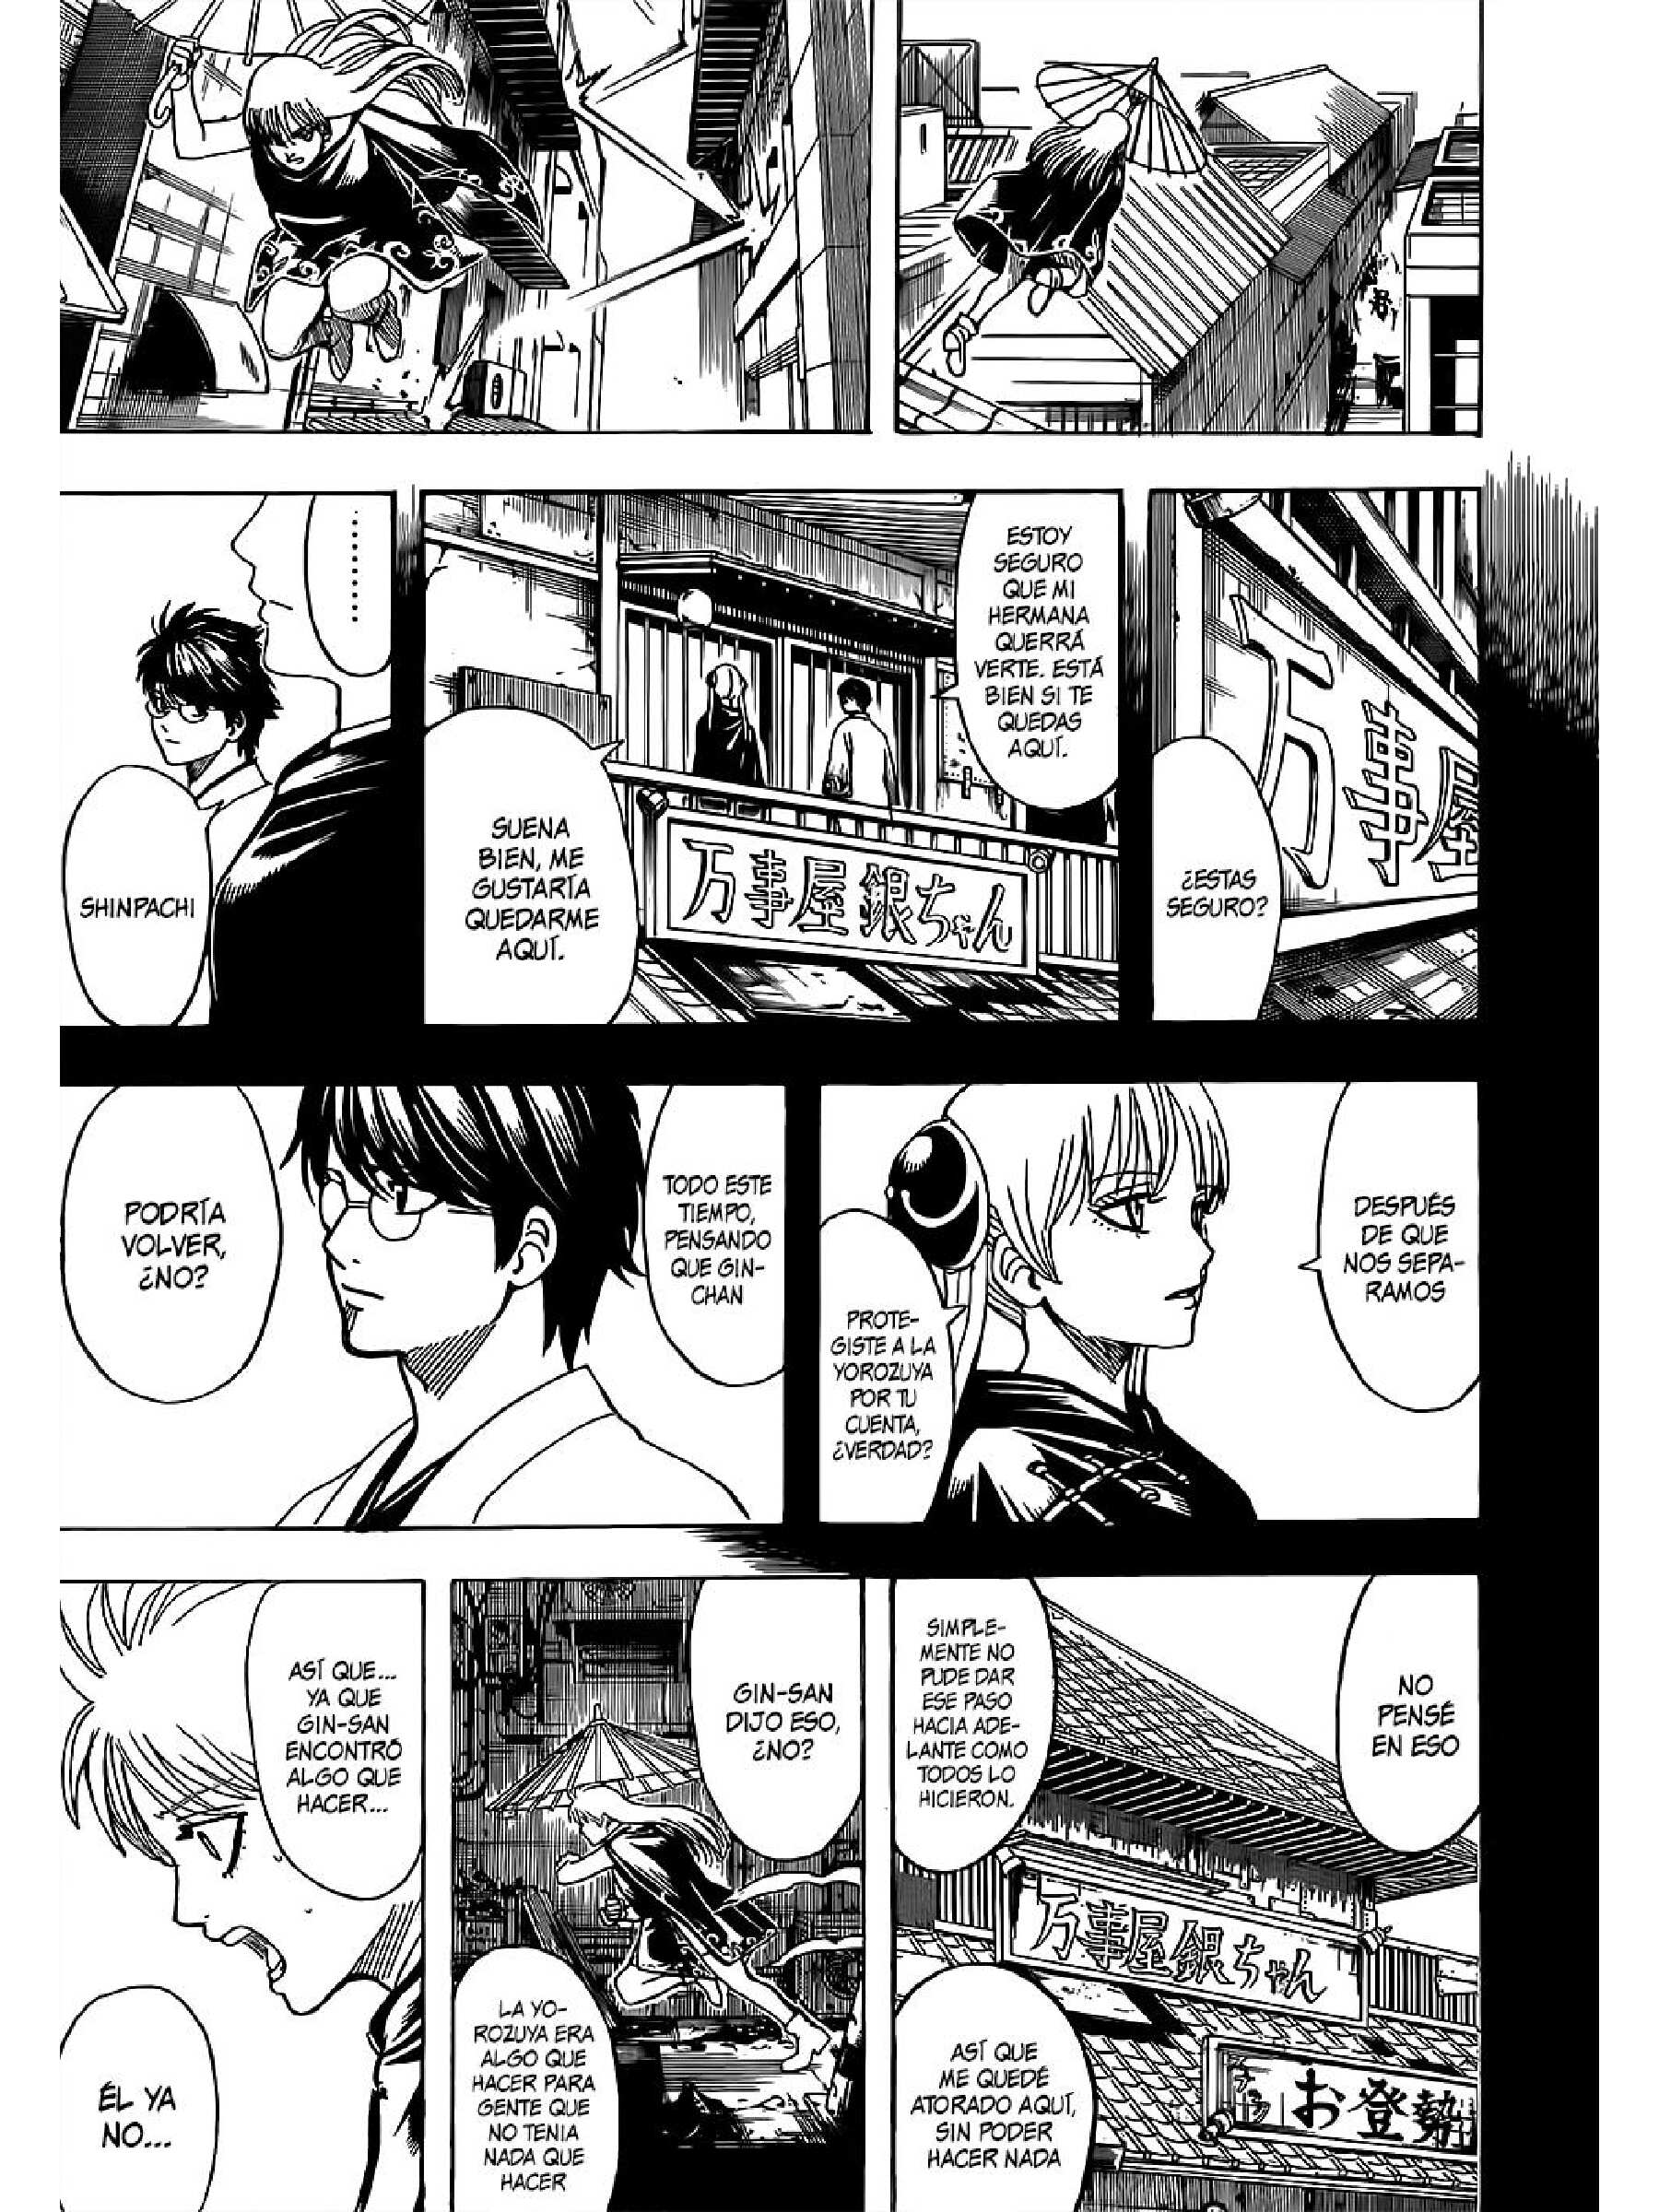 万事屋
¿ESTAS
SEGURO?
ESTOY
SEGURO
QUE MI
HERMANA
QUERRÁ
VERTE. ESTÁ
BIEN SI TE
QUEDAS
AQUÍ.
SUENA
BIEN, ME
GUSTARÍA
QUEDARME
AQUÍ.
万事屋銀ちゃん
.........
SHINPACHI
DESPUÉS
DE QUE
NOS SEPA-
RAMOS
PROTE-
GISTE A LA
YOROZUYA
POR TU
CUENTA,
¿VERDAD?
TODO ESTE
TIEMPO,
PENSANDO
QUE GIN-
CHAN
PODRÍA
VOLVER,
¿NO?
NO
PENSÉ
EN ESO
SIMPLE-
MENTE NO
PUDE DAR
ESE PASO
HACIA ADE-
LANTE COMO
TODOS LO
HICIERON.
万事屋銀ちゃん
お登勢
ASÍ QUE
ME QUEDÉ
ATORADO AQUÍ,
SIN PODER
HACER NADA
GIN-SAN
DIJO ESO,
¿NO?
LA YO-
ROZUYA ERA
ALGO QUE
HACER PARA
GENTE QUE
NO TENIA
NADA QUE
HACER
ASÍ QUE...
YA QUE
GIN-SAN
ENCONTRÓ
ALGO QUE
HACER...
ÉL YA
NO...